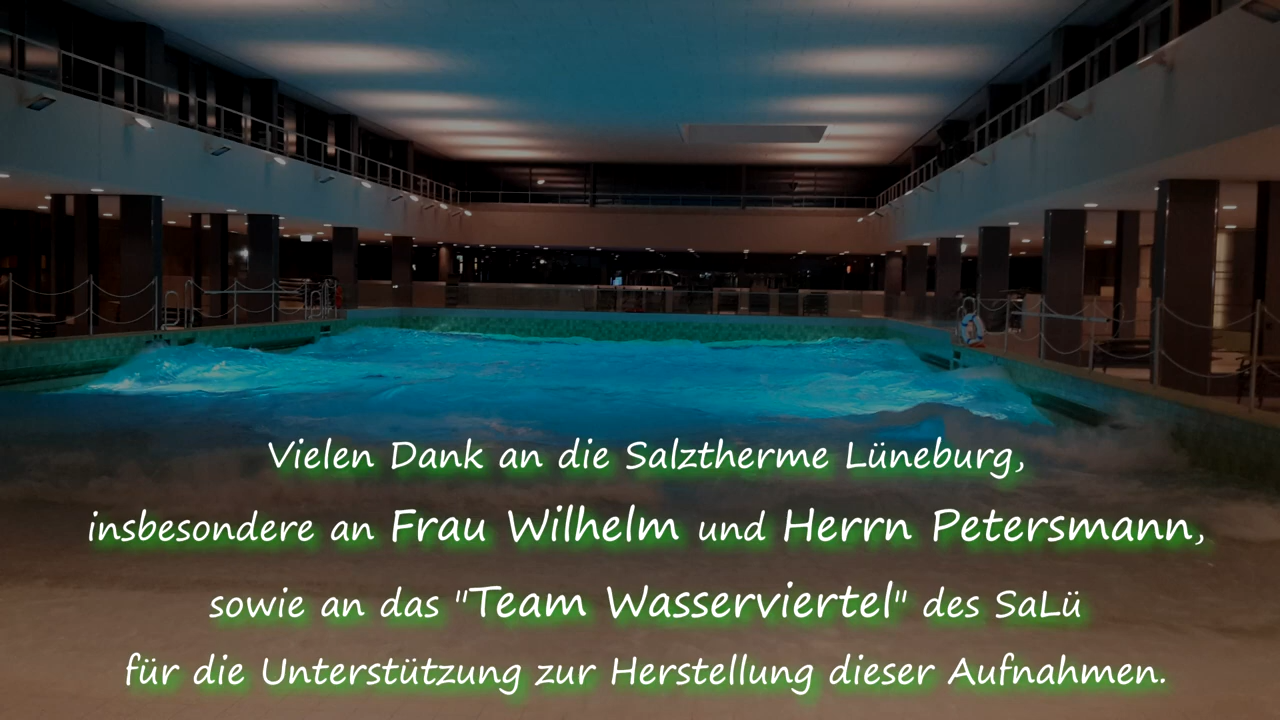 Vielen Dank an die Salztherme Lüneburg,
insbesondere an Frau Wilhelm und Herrn Petersmann,
sowie an das "Team Wasserviertel" des SaLü
für die Unterstützung zur Herstellung dieser Aufnahmen.